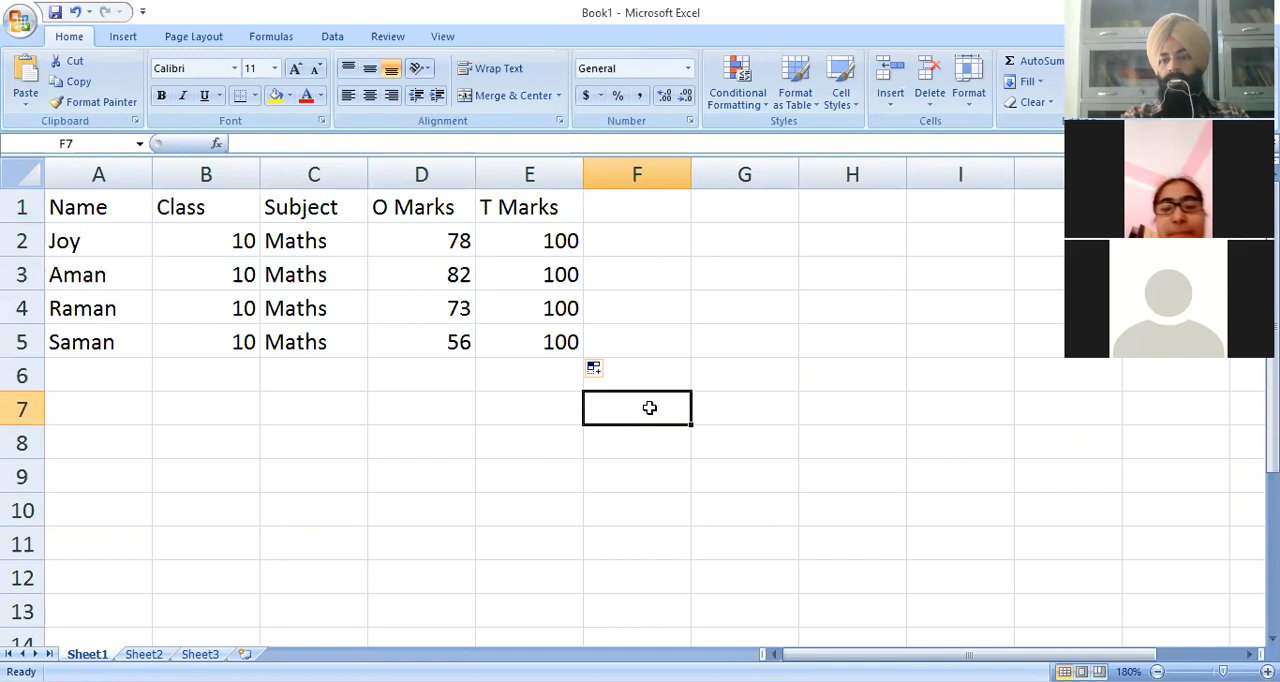 Book1 - Microsoft Excel
Home Insert Page Layout Formulas Data Review View
Cut
Copy
Format Painter
Paste
Clipboard
Calibri 11
B I U
Font
Wrap Text
Merge & Center
Alignment
General
$ % ,
Number
Conditional Formatting
Format as Table
Cell Styles
Styles
Insert Delete Format
Cells
Σ AutoSum
Fill
Clear
F7 fx
A B C D E F G H I
1 Name Class Subject O Marks T Marks
2 Joy 10 Maths 78 100
3 Aman 10 Maths 82 100
4 Raman 10 Maths 73 100
5 Saman 10 Maths 56 100
6
7
8
9
10
11
12
13
14
Sheet1 Sheet2 Sheet3
Ready 180%